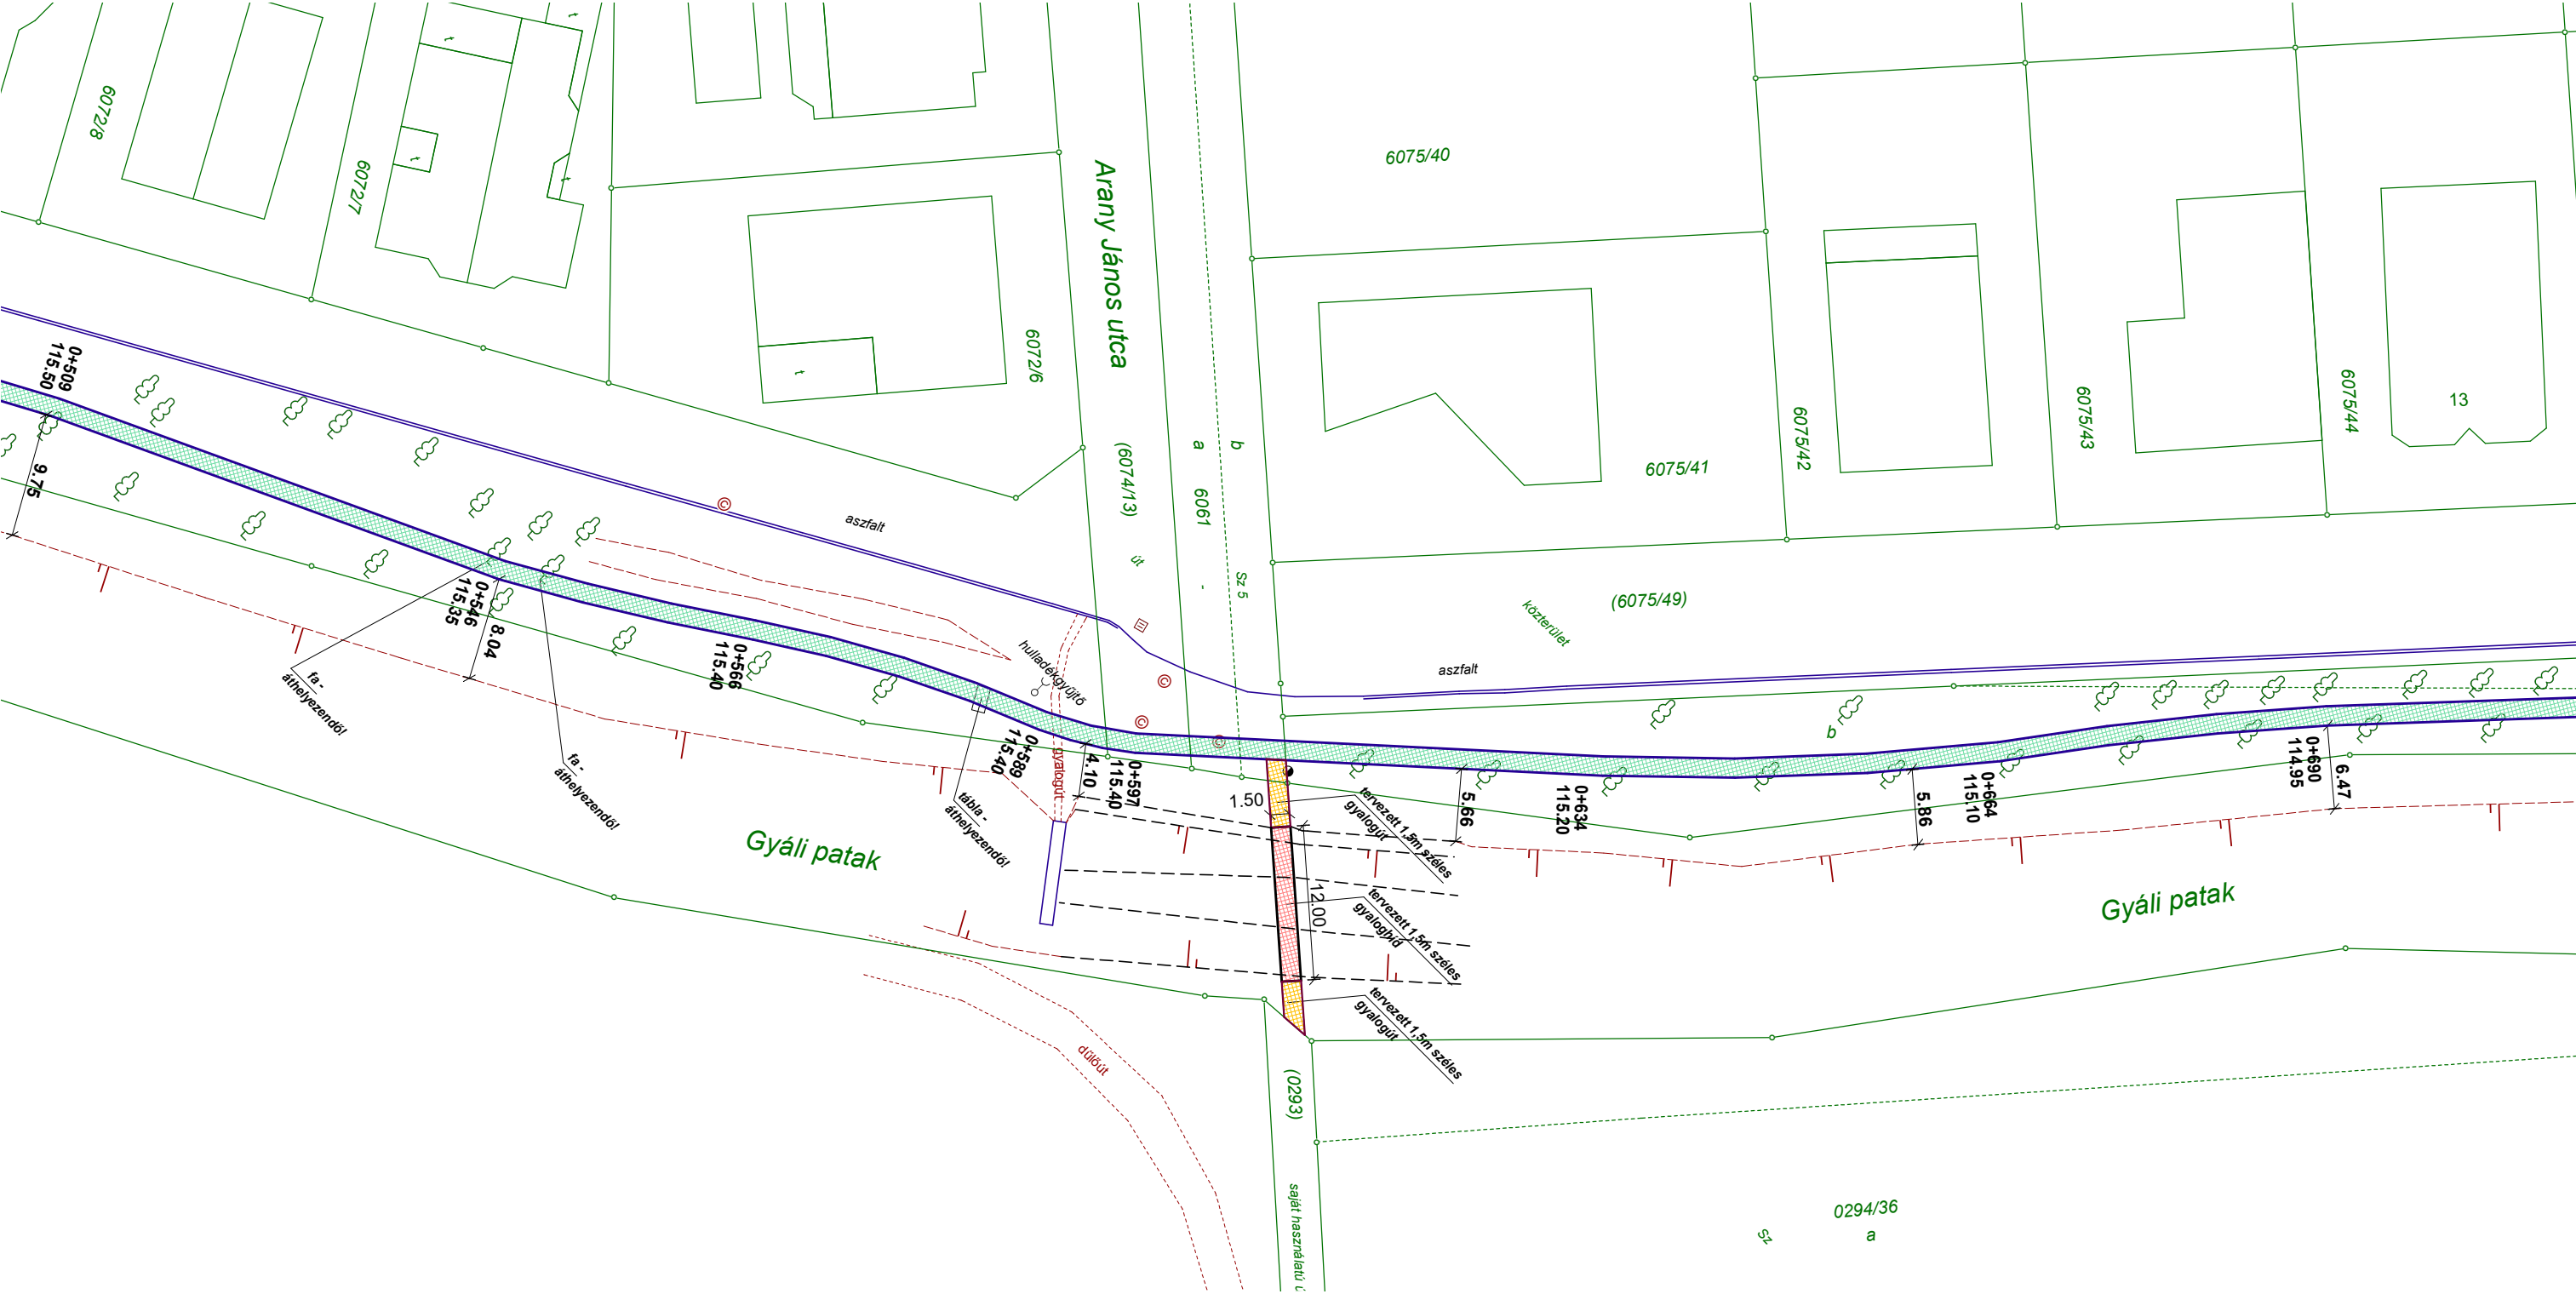 6072/8
6072/7
6072/6
Arany János utca
(6074/13)
út
a
6061
-
b
Sz 5
6075/40
6075/41
6075/42
6075/43
6075/44
13
(6075/49)
közterület
aszfalt
aszfalt
b
0+509
115.50
9.75
0+546
115.35
8.04
fa -
áthelyezendő!
fa -
áthelyezendő!
0+566
115.40
hulladékgyűjtő
gyalogút
0+589
115.40
tábla -
áthelyezendő!
4.10
0+597
115.40
1.50
12.00
tervezett 1,5m széles
gyalogút
tervezett 1,5m széles
gyaloghíd
tervezett 1,5m széles
gyalogút
5.66
0+634
115.20
5.86
0+664
115.10
0+690
114.95
6.47
Gyáli patak
Gyáli patak
dűlőút
(0293)
saját használatú ú
0294/36
a
Sz